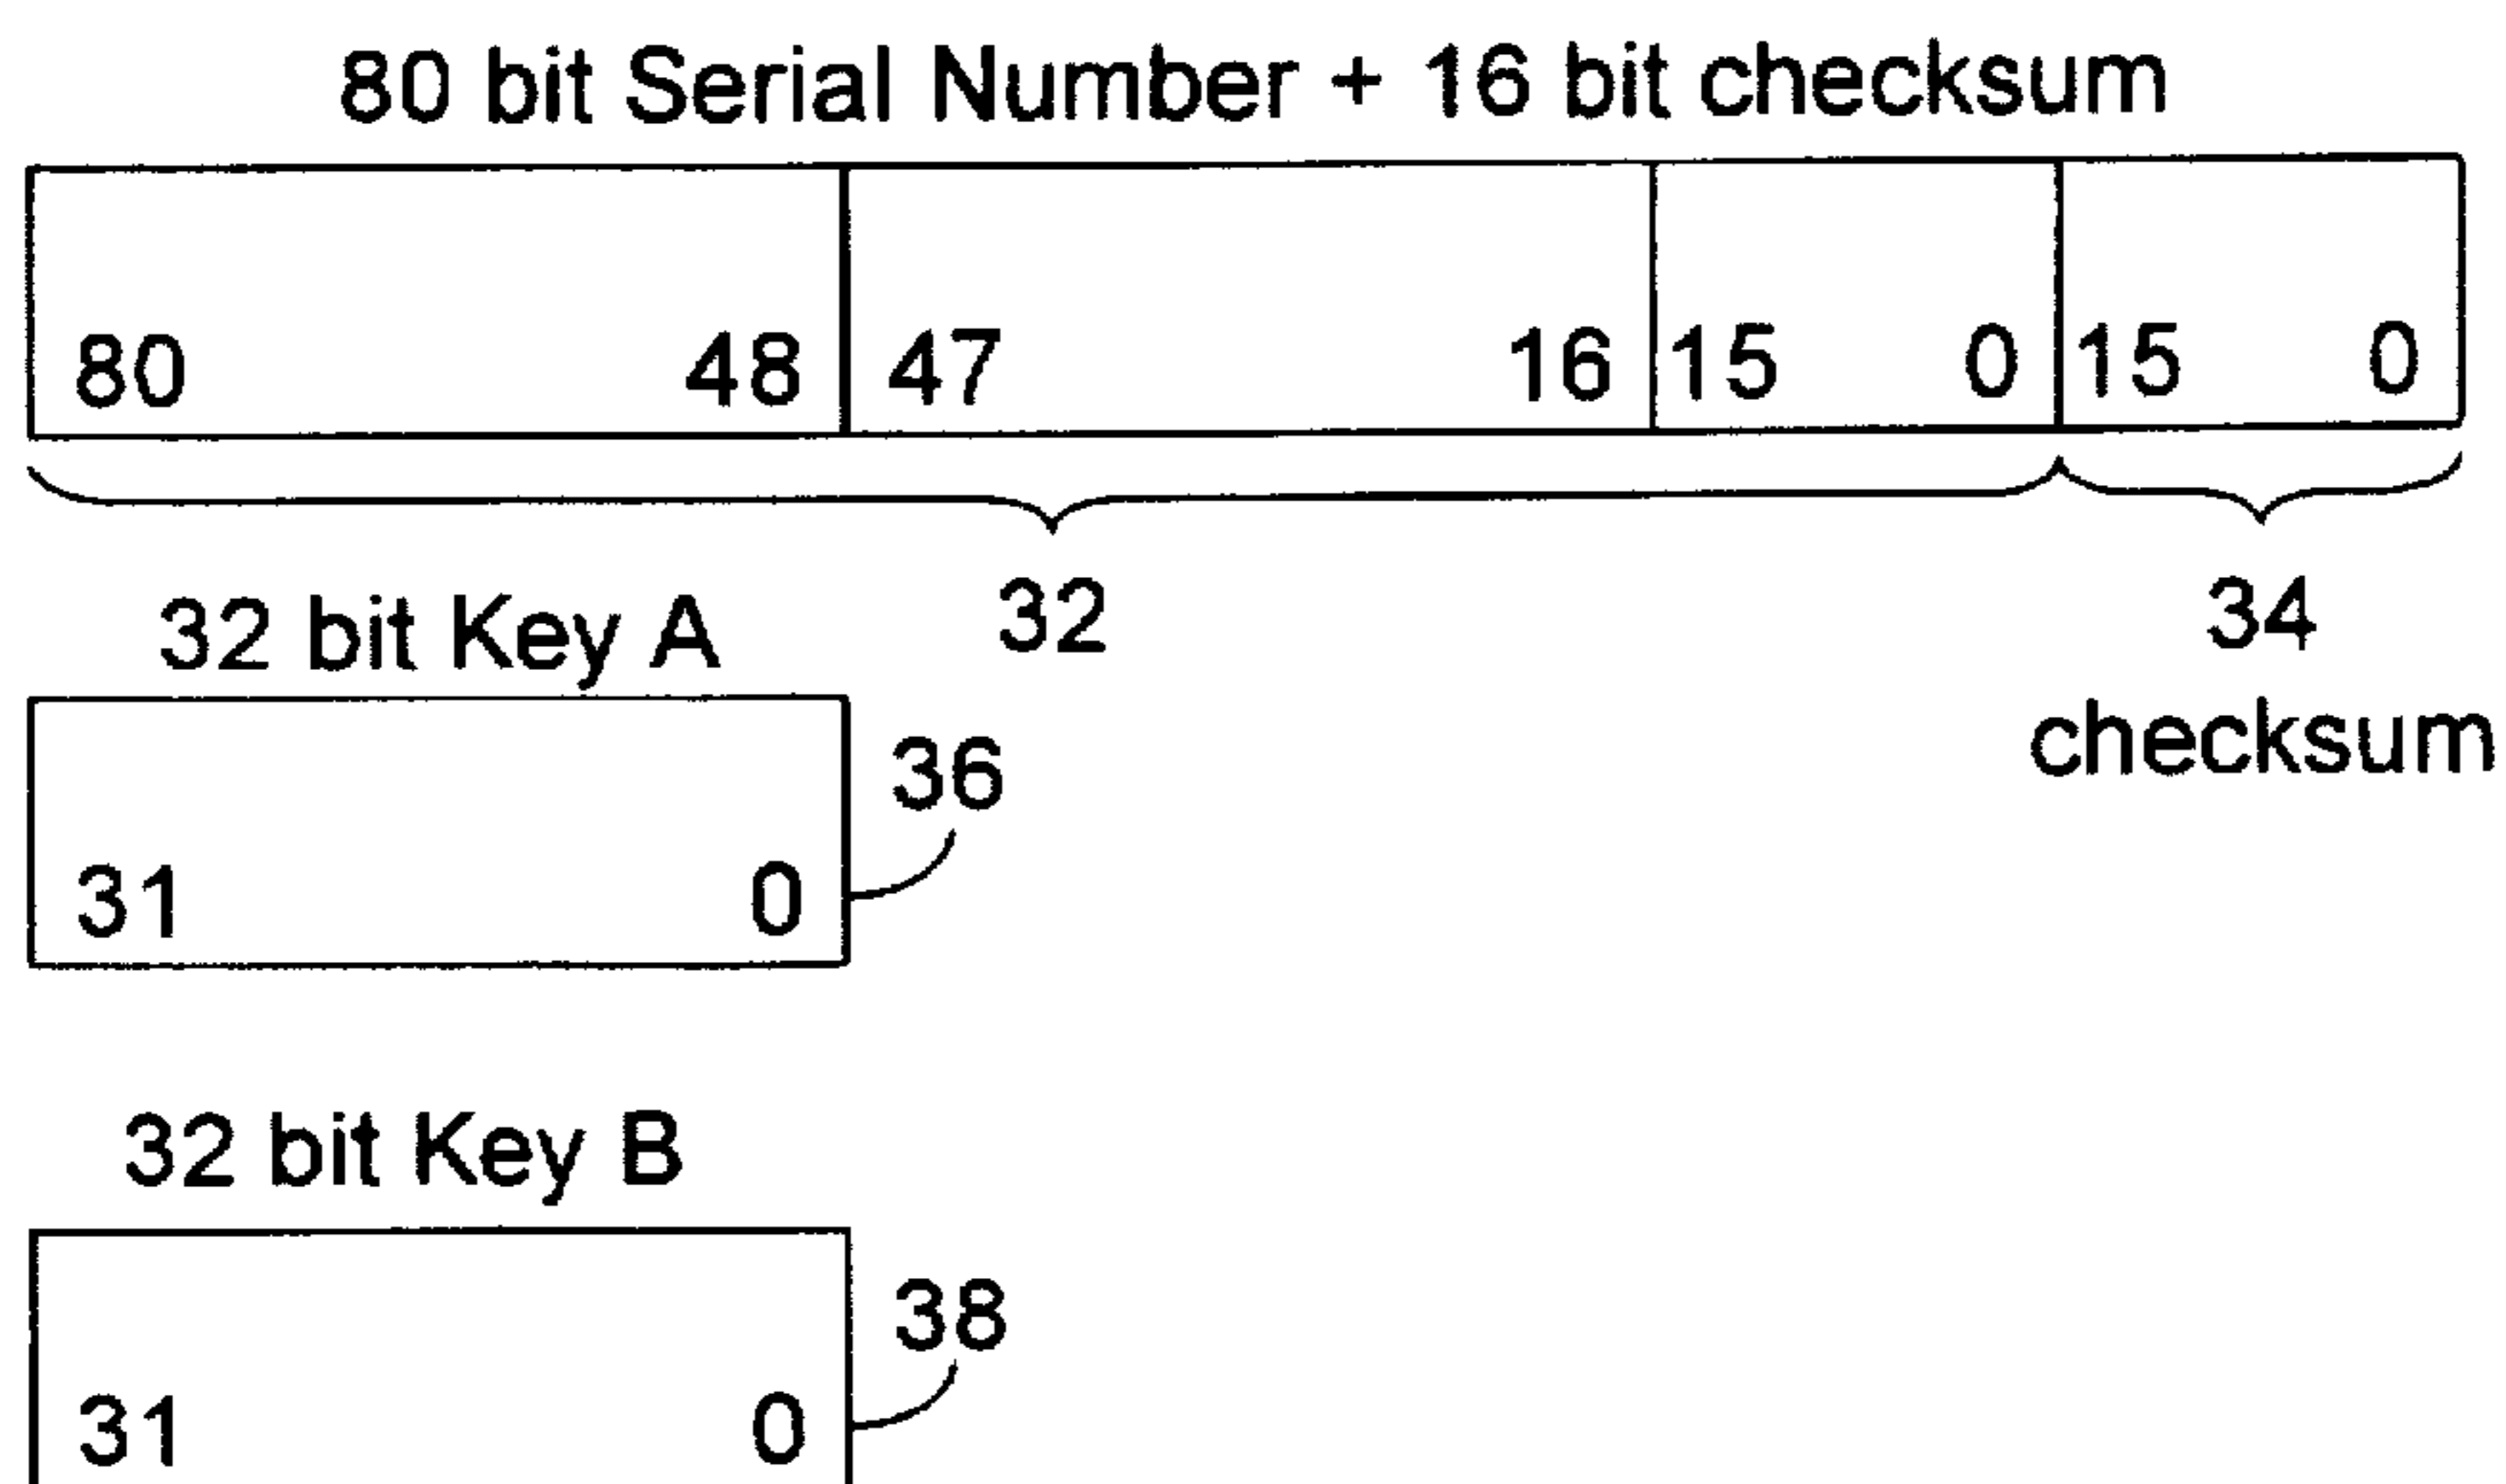 80 bit Serial Number + 16 bit checksum
80 48 47 16 15 0 15 0
32 34
32 bit Key A
checksum
36
31 0
32 bit Key B
38
31 0